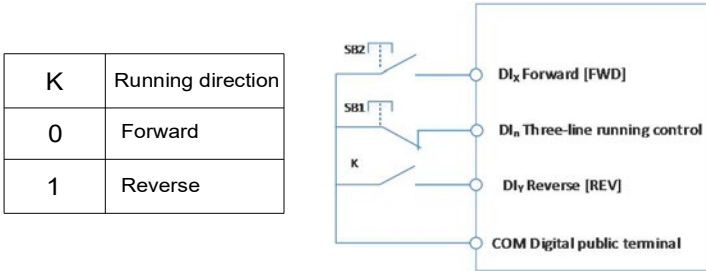 K Running direction
0 Forward
1 Reverse
SB2
DIX Forward [FWD]
SB1
DIn Three-line running control
K
DIY Reverse [REV]
COM Digital public terminal